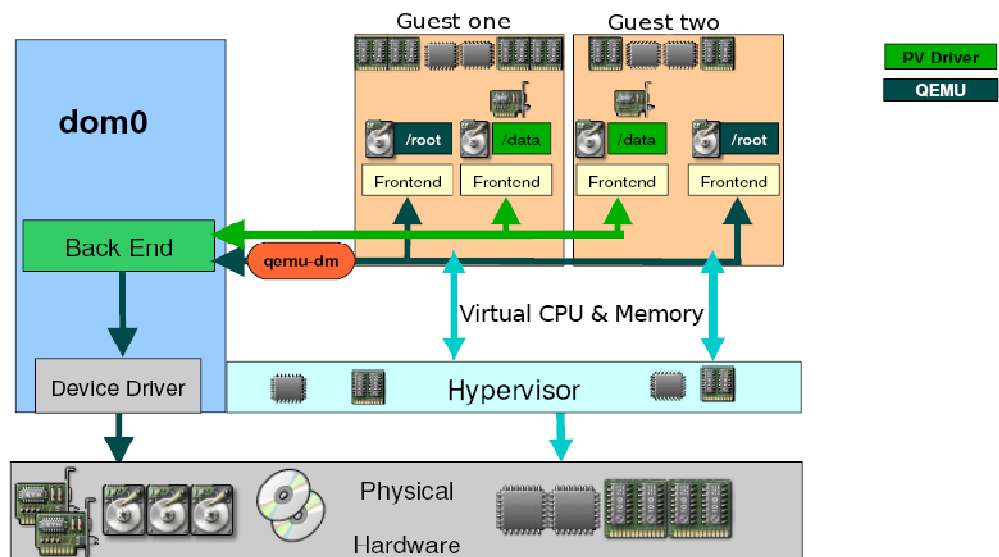 Guest one
Guest two
PV Driver
QEMU
dom0
/root
/data
/data
/root
Frontend
Frontend
Frontend
Frontend
Back End
qemu-dm
Virtual CPU & Memory
Device Driver
Hypervisor
Physical
Hardware